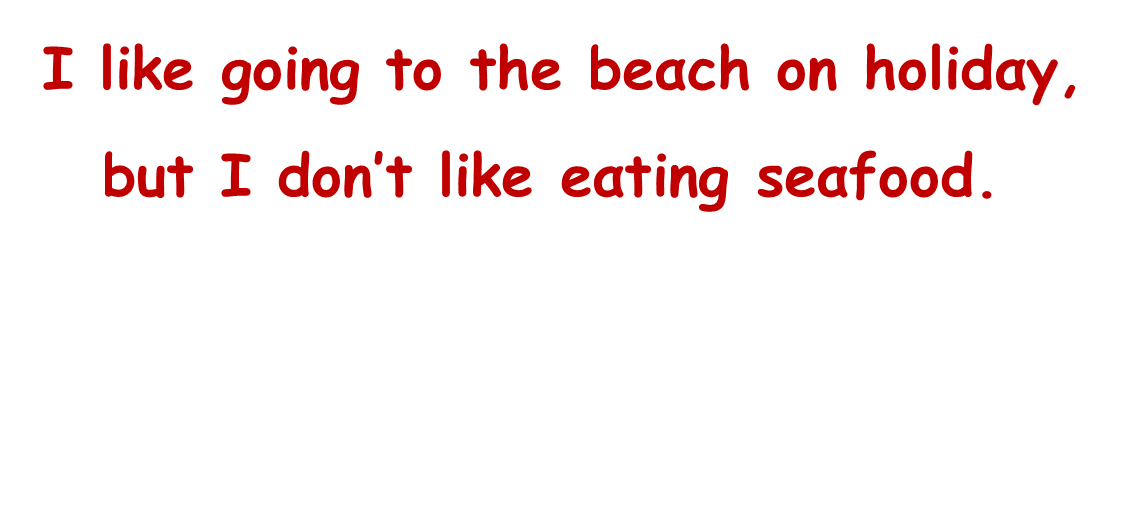 I like going to the beach on holiday,
but I don't like eating seafood.